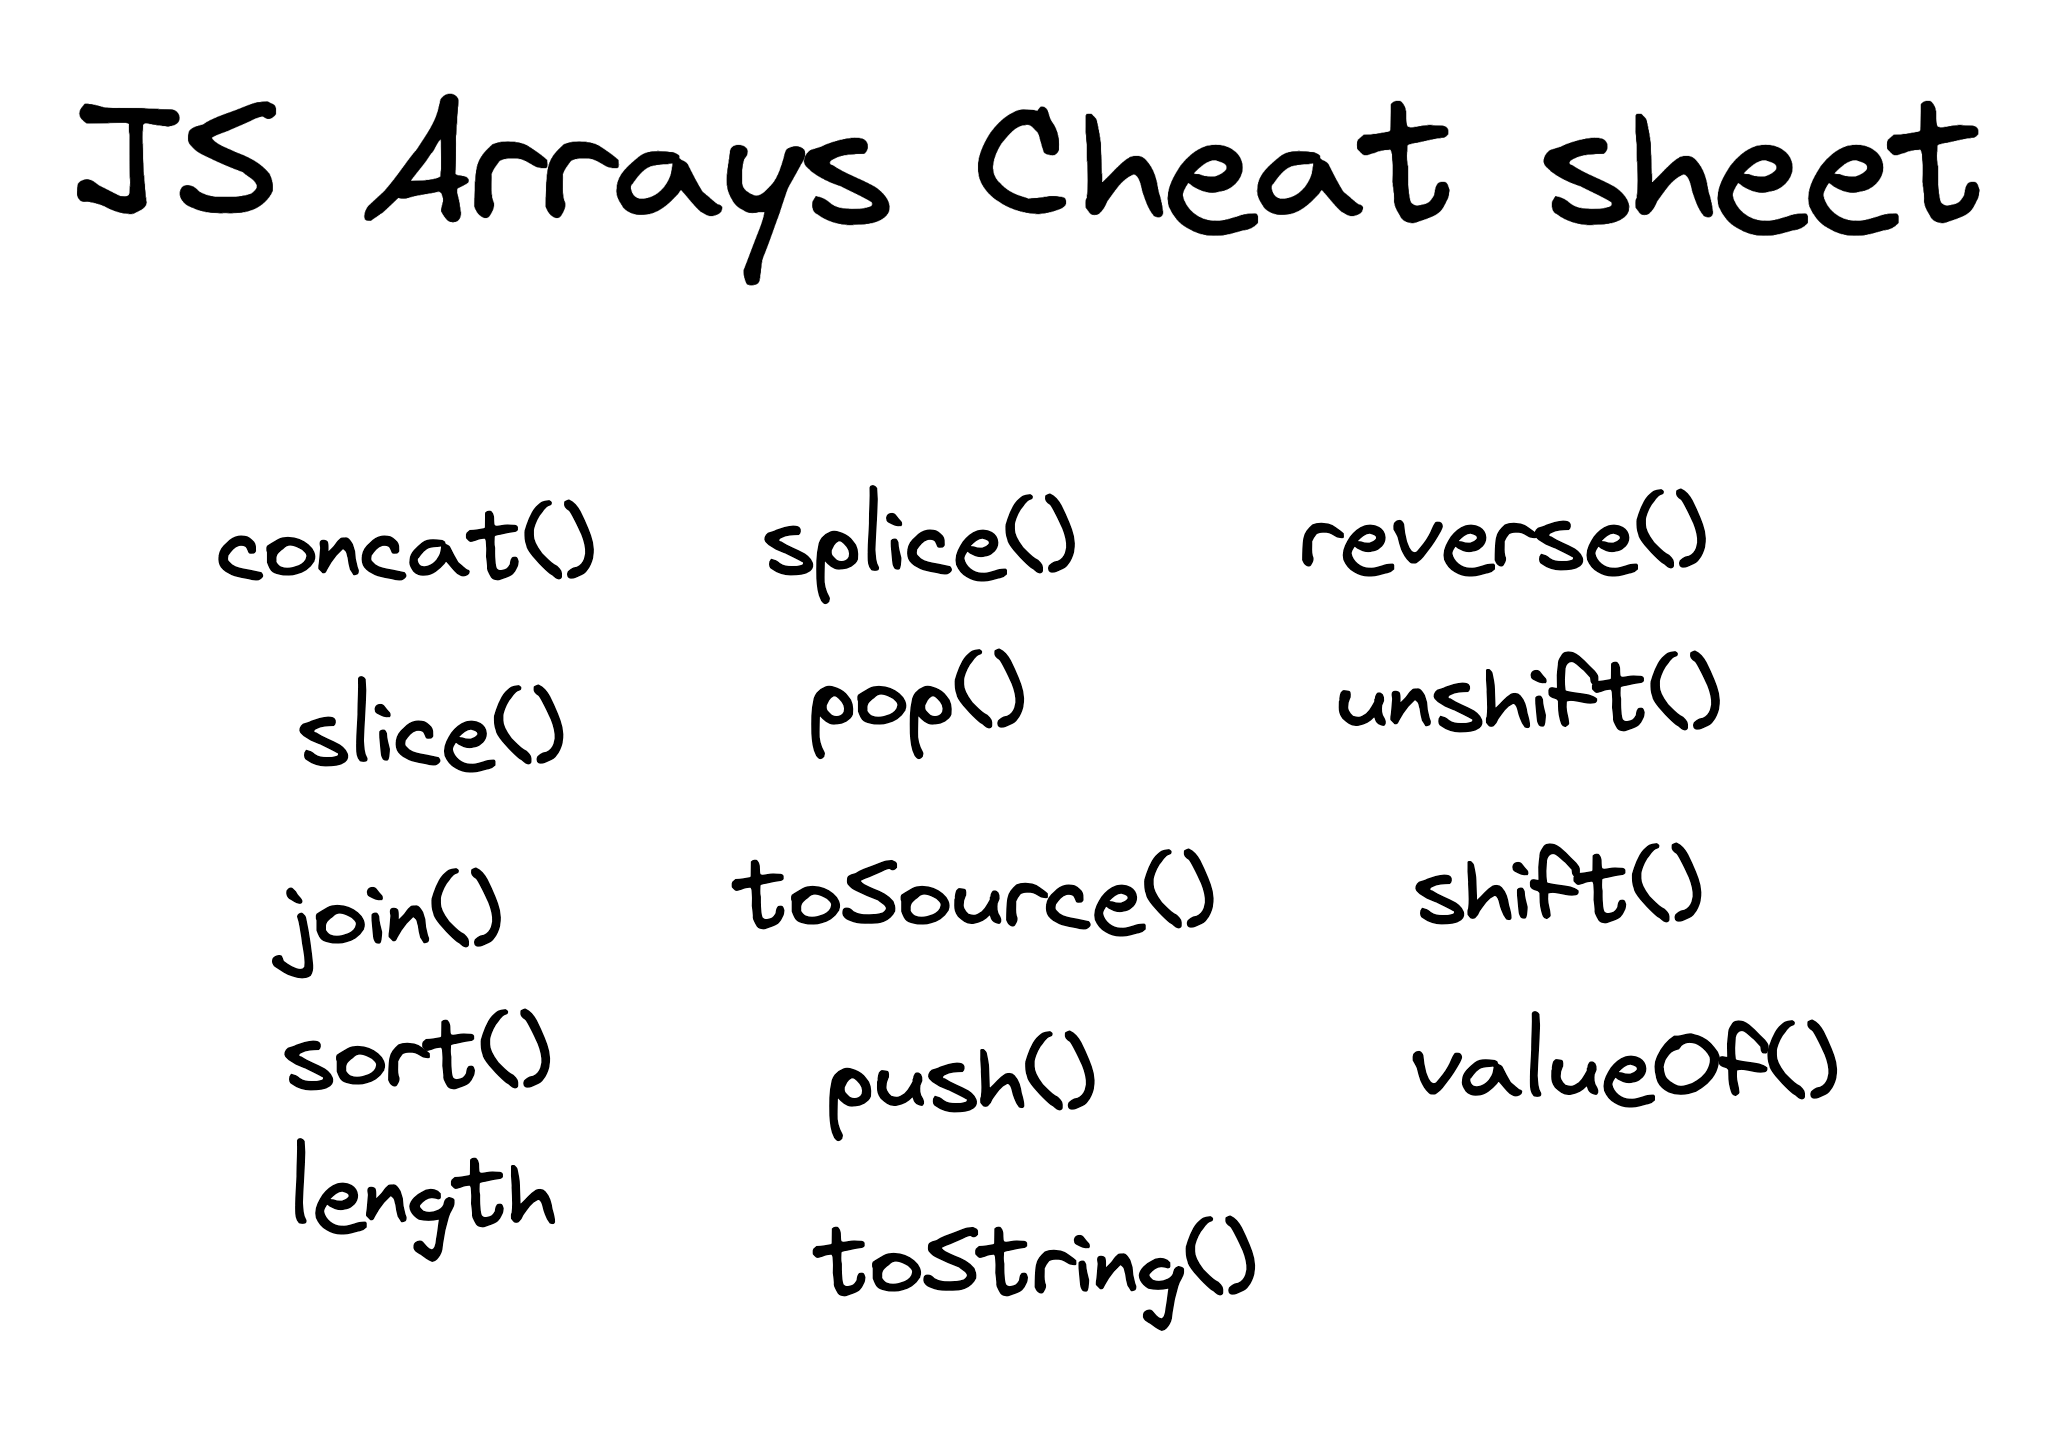 JS Arrays Cheat sheet
concat()
slice()
join()
sort()
length
splice()
pop()
toSource()
push()
toString()
reverse()
unshift()
shift()
valueOf()